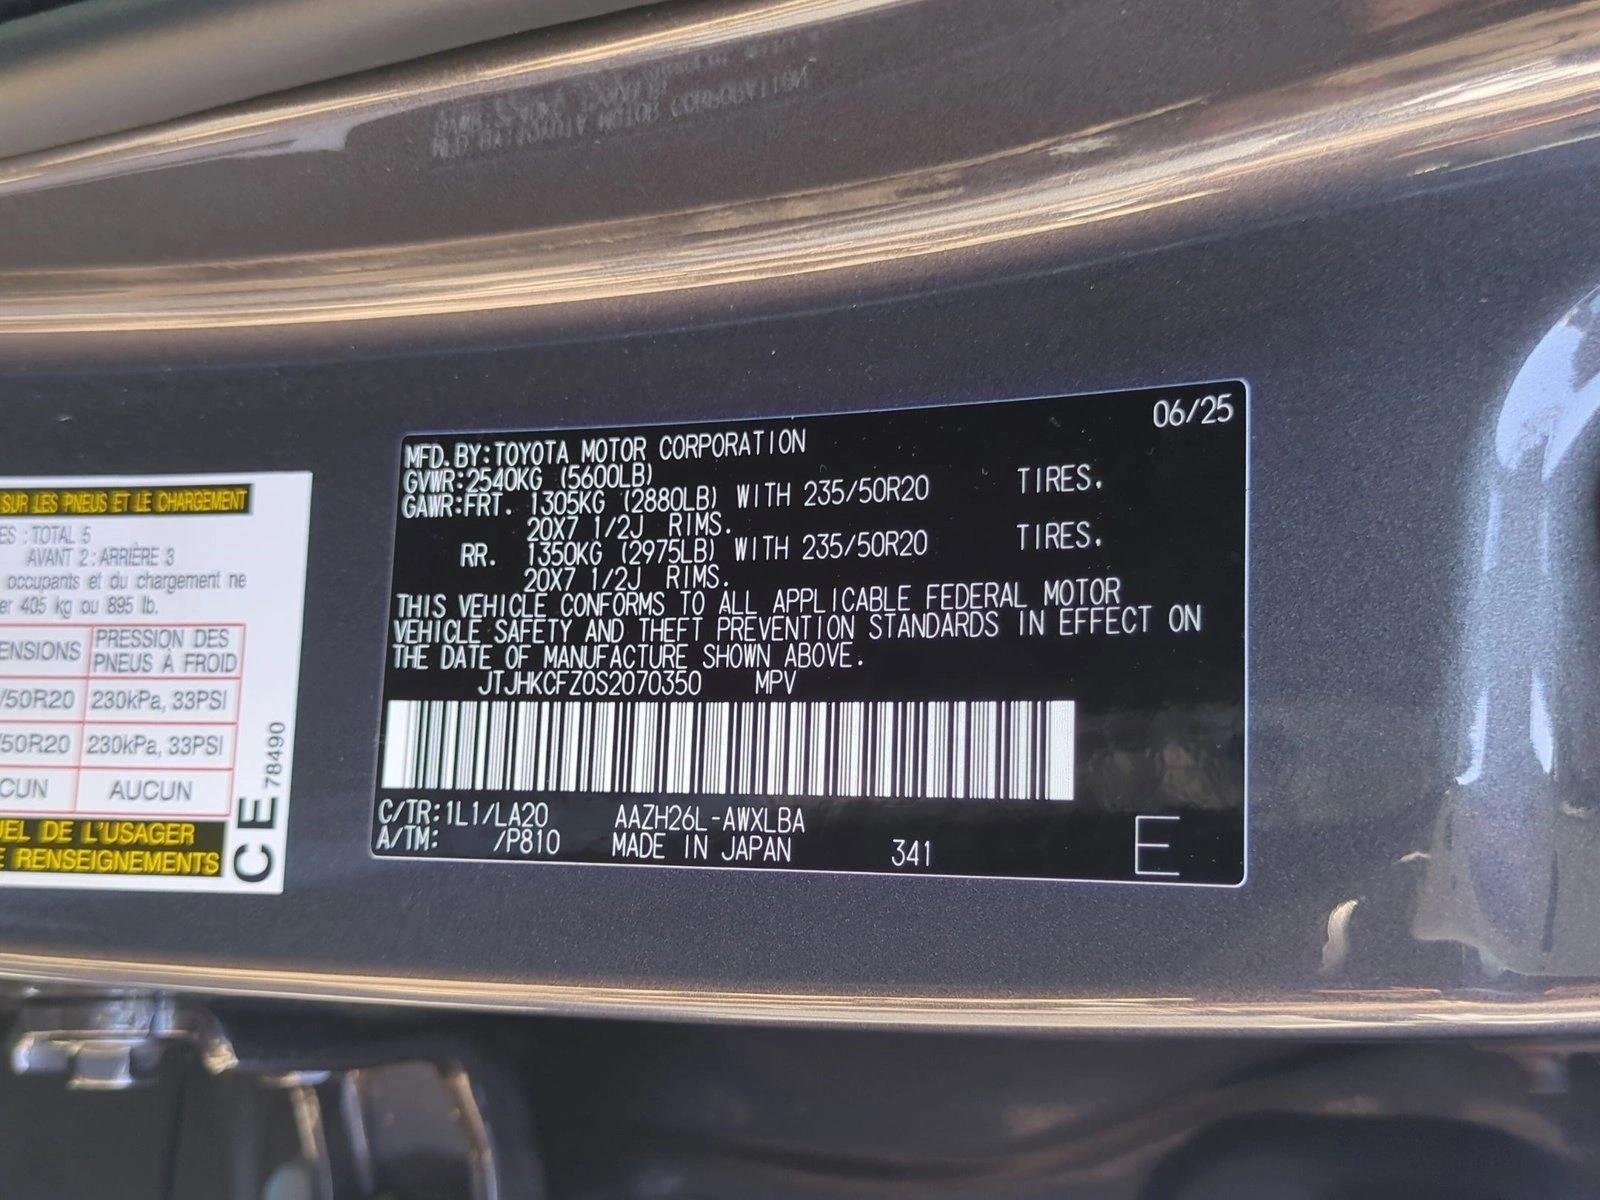 SUR LES PNEUS ET LE CHARGEMENT
ES : TOTAL 5
AVANT 2 : ARRIÈRE 3
occupants et du chargement ne
er 405 kg ou 895 lb.
ENSIONS PRESSION DES
PNEUS À FROID
/50R20 230kPa, 33PSI
/50R20 230kPa, 33PSI
CUN AUCUN
UEL DE L'USAGER
E RENSEIGNEMENTS
CE 78490
06/25
MFD. BY: TOYOTA MOTOR CORPORATION
GVWR: 2540KG (5600LB)
GAWR: FRT. 1305KG (2880LB) WITH 235/50R20 TIRES.
20X7 1/2J RIMS.
RR. 1350KG (2975LB) WITH 235/50R20 TIRES.
20X7 1/2J RIMS.
THIS VEHICLE CONFORMS TO ALL APPLICABLE FEDERAL MOTOR
VEHICLE SAFETY AND THEFT PREVENTION STANDARDS IN EFFECT ON
THE DATE OF MANUFACTURE SHOWN ABOVE.
JTJHKCFZ0S2070350 MPV
C/TR: 1L1/LA20 AAZH26L-AWXLBA
A/TM: /P810 MADE IN JAPAN 341 E